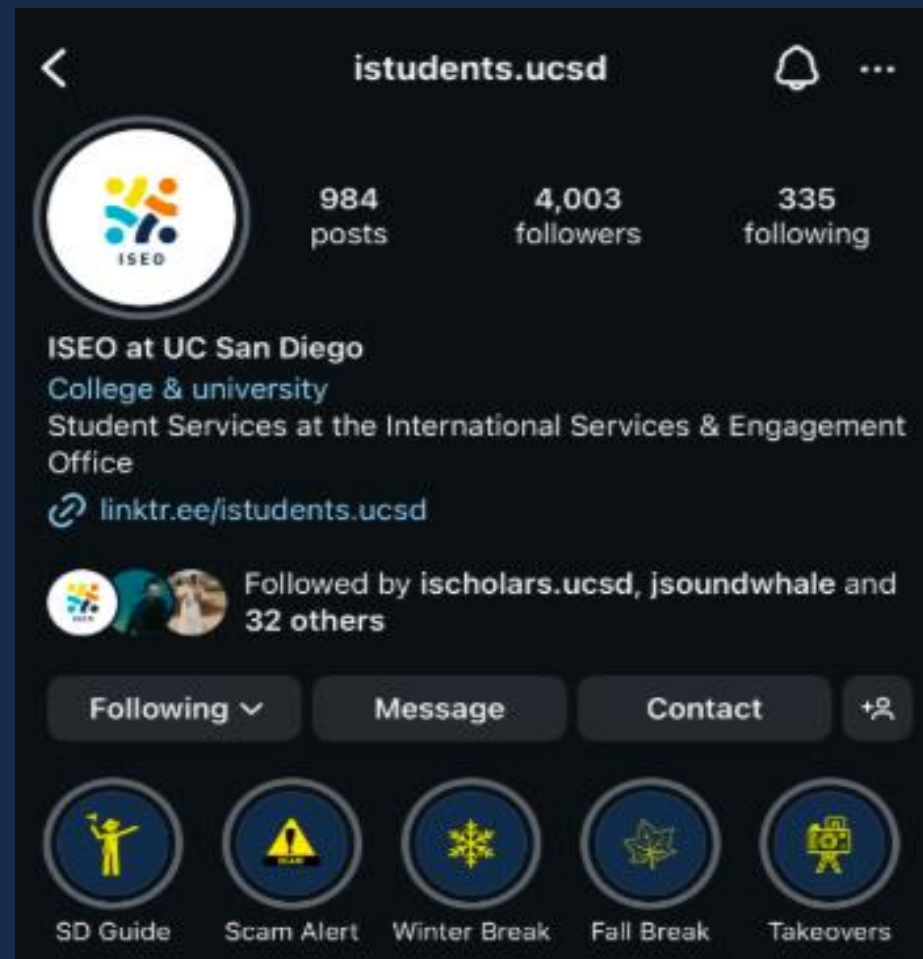 istudents.ucsd
ISEO
984
posts
4,003
followers
335
following
ISEO at UC San Diego
College & university
Student Services at the International Services & Engagement
Office
linktr.ee/istudents.ucsd
Followed by ischolars.ucsd, jsoundwhale and
32 others
Following
Message
Contact
SD Guide
Scam Alert
Winter Break
Fall Break
Takeovers